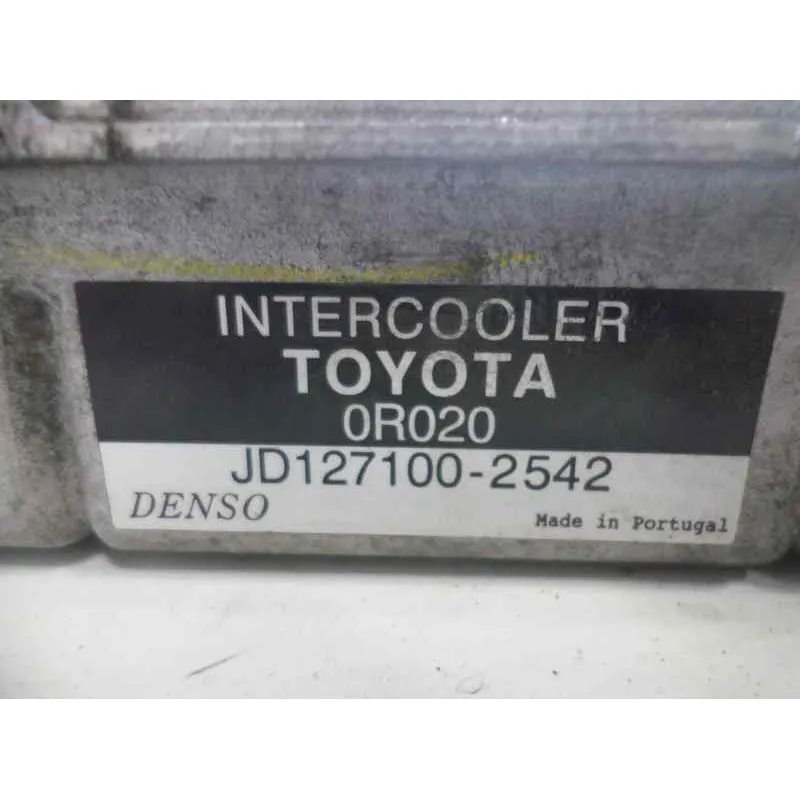 INTERCOOLER
TOYOTA
0R020
JD127100-2542
DENSO
Made in Portugal